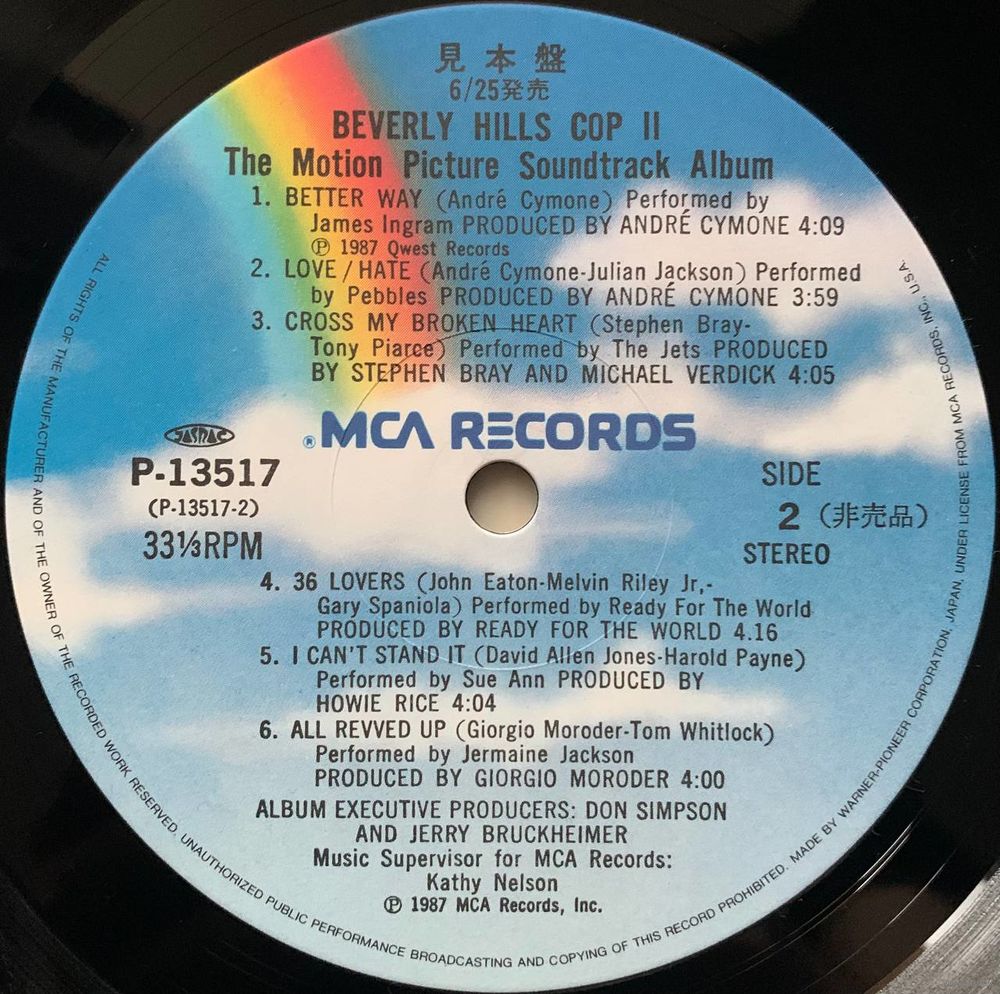 見本盤
6/25発売
BEVERLY HILLS COP II
The Motion Picture Soundtrack Album
1. BETTER WAY (André Cymone) Performed by
James Ingram PRODUCED BY ANDRÉ CYMONE 4:09
℗ 1987 Qwest Records
2. LOVE/HATE (André Cymone-Julian Jackson) Performed
by Pebbles PRODUCED BY ANDRÉ CYMONE 3:59
3. CROSS MY BROKEN HEART (Stephen Bray-
Tony Piarce) Performed by The Jets PRODUCED
BY STEPHEN BRAY AND MICHAEL VERDICK 4:05
® MCA RECORDS
JASRAC
P-13517
(P-13517-2)
33⅓RPM
SIDE
2 (非売品)
STEREO
4. 36 LOVERS (John Eaton-Melvin Riley Jr,-
Gary Spaniola) Performed by Ready For The World
PRODUCED BY READY FOR THE WORLD 4.16
5. I CAN'T STAND IT (David Allen Jones-Harold Payne)
Performed by Sue Ann PRODUCED BY
HOWIE RICE 4:04
6. ALL REVVED UP (Giorgio Moroder-Tom Whitlock)
Performed by Jermaine Jackson
PRODUCED BY GIORGIO MORODER 4:00
ALBUM EXECUTIVE PRODUCERS: DON SIMPSON
AND JERRY BRUCKHEIMER
Music Supervisor for MCA Records:
Kathy Nelson
℗ 1987 MCA Records, Inc.
ALL RIGHTS OF THE MANUFACTURER AND OF THE OWNER OF THE RECORDED WORK RESERVED. UNAUTHORIZED PUBLIC PERFORMANCE BROADCASTING AND COPYING OF THIS RECORD PROHIBITED. MADE BY WARNER-PIONEER CORPORATION, JAPAN, UNDER LICENSE FROM MCA RECORDS, INC., U.S.A.